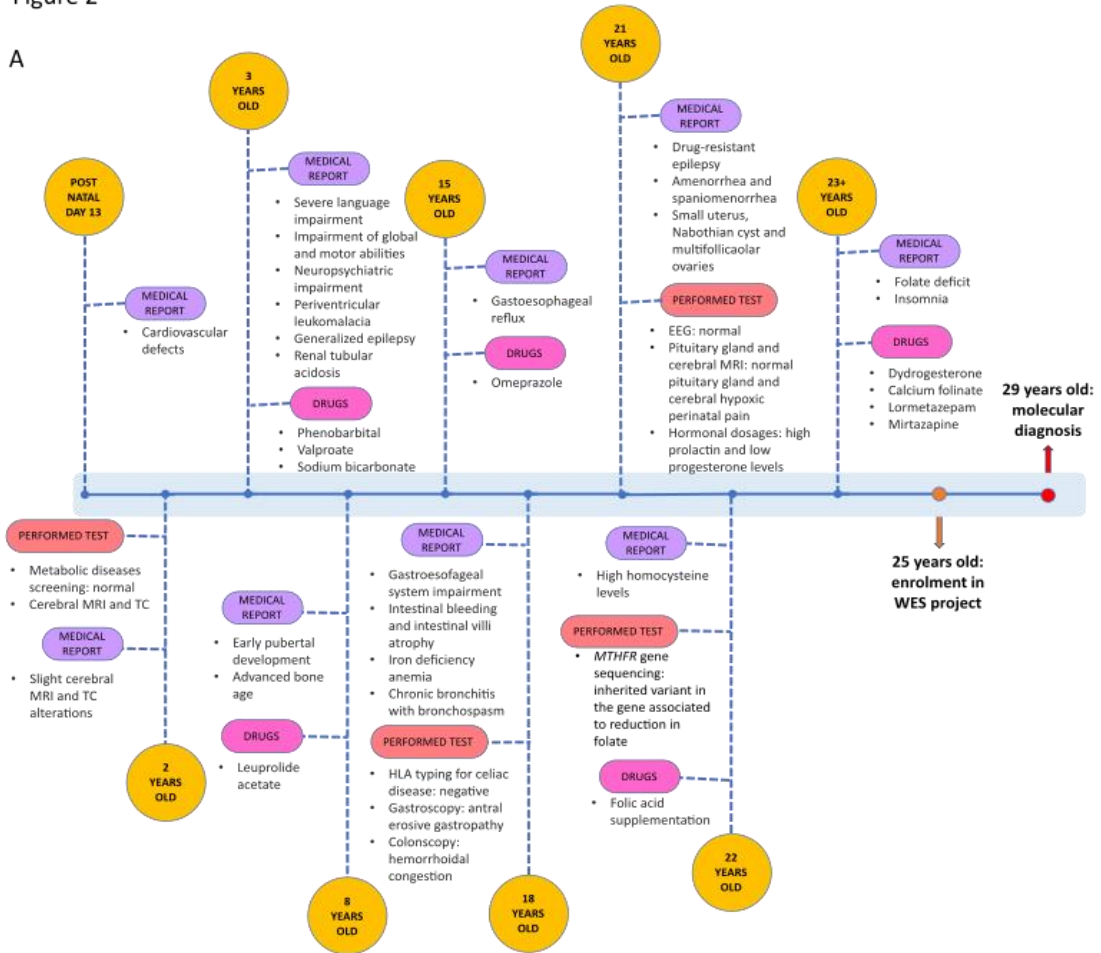 Figure 2
A
POST
NATAL
DAY 13
MEDICAL
REPORT
• Cardiovascular
defects
PERFORMED TEST
• Metabolic diseases
screening: normal
• Cerebral MRI and TC
MEDICAL
REPORT
• Slight cerebral
MRI and TC
alterations
2
YEARS
OLD
3
YEARS
OLD
MEDICAL
REPORT
• Severe language
impairment
• Impairment of global
and motor abilities
• Neuropsychiatric
impairment
• Periventricular
leukomalacia
• Generalized epilepsy
• Renal tubular
acidosis
DRUGS
• Phenobarbital
• Valproate
• Sodium bicarbonate
MEDICAL
REPORT
• Early pubertal
development
• Advanced bone
age
DRUGS
• Leuprolide
acetate
8
YEARS
OLD
15
YEARS
OLD
MEDICAL
REPORT
• Gastoesophageal
reflux
DRUGS
• Omeprazole
MEDICAL
REPORT
• Gastroesofageal
system impairment
• Intestinal bleeding
and intestinal villi
atrophy
• Iron deficiency
anemia
• Chronic bronchitis
with bronchospasm
PERFORMED TEST
• HLA typing for celiac
disease: negative
• Gastroscopy: antral
erosive gastropathy
• Colonscopy:
hemorrhoidal
congestion
18
YEARS
OLD
21
YEARS
OLD
MEDICAL
REPORT
• Drug-resistant
epilepsy
• Amenorrhea and
spaniomenorrhea
• Small uterus,
Nabothian cyst and
multifollicaolar
ovaries
PERFORMED TEST
• EEG: normal
• Pituitary gland and
cerebral MRI: normal
pituitary gland and
cerebral hypoxic
perinatal pain
• Hormonal dosages: high
prolactin and low
progesterone levels
MEDICAL
REPORT
• High homocysteine
levels
PERFORMED TEST
• MTHFR gene
sequencing:
inherited variant in
the gene associated
to reduction in
folate
DRUGS
• Folic acid
supplementation
22
YEARS
OLD
23+
YEARS
OLD
MEDICAL
REPORT
• Folate deficit
• Insomnia
DRUGS
• Dydrogesterone
• Calcium folinate
• Lormetazepam
• Mirtazapine
25 years old:
enrolment in
WES project
29 years old:
molecular
diagnosis